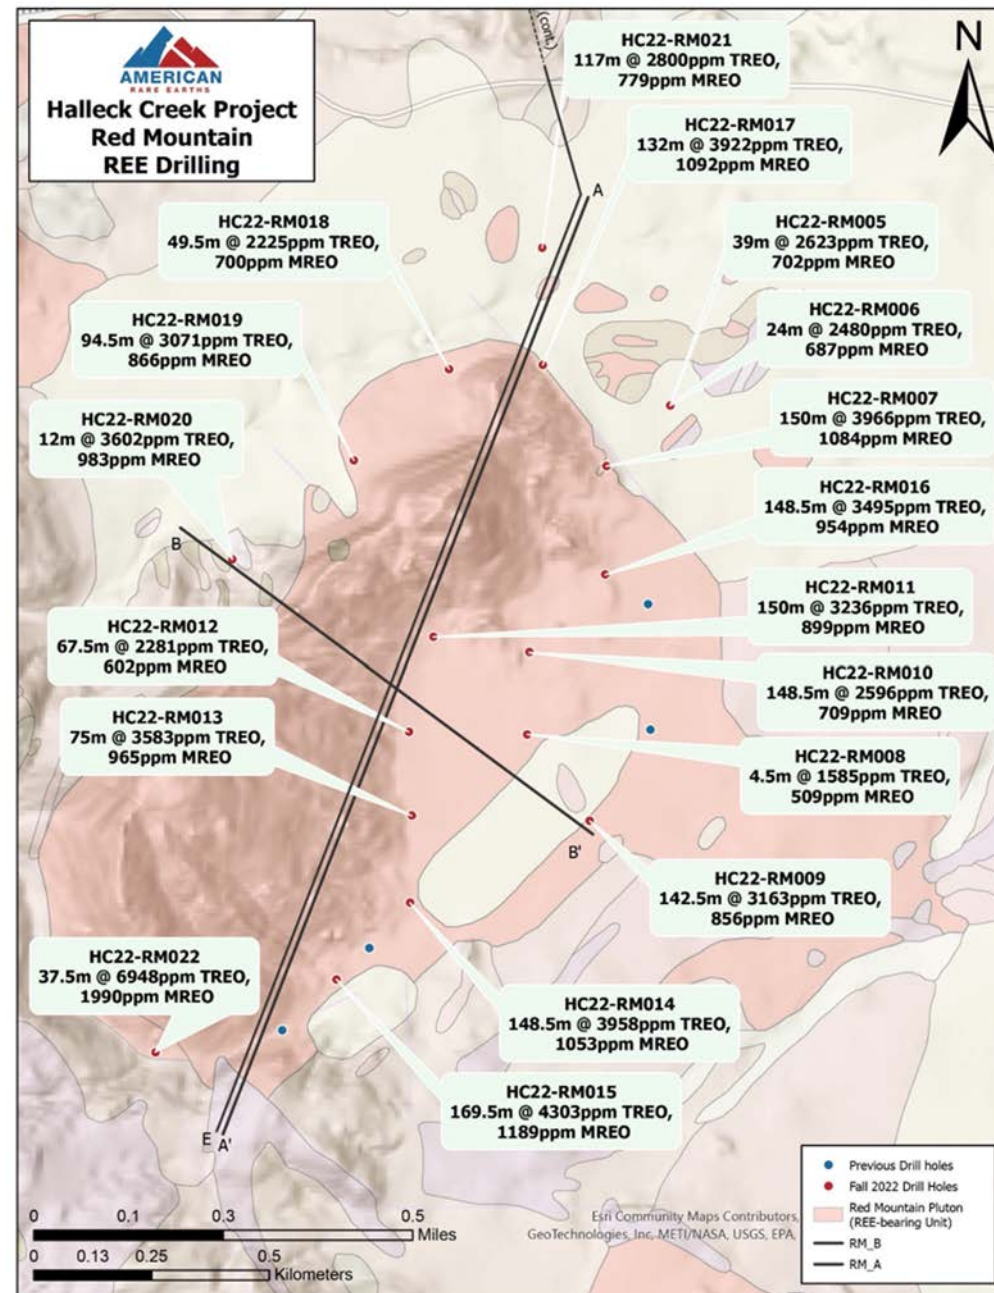 AMERICAN
RARE EARTHS
Halleck Creek Project
Red Mountain
REE Drilling
(cont.)
N
HC22-RM021
117m @ 2800ppm TREO,
779ppm MREO
HC22-RM017
132m @ 3922ppm TREO,
1092ppm MREO
A
HC22-RM018
49.5m @ 2225ppm TREO,
700ppm MREO
HC22-RM005
39m @ 2623ppm TREO,
702ppm MREO
HC22-RM019
94.5m @ 3071ppm TREO,
866ppm MREO
HC22-RM006
24m @ 2480ppm TREO,
687ppm MREO
HC22-RM020
12m @ 3602ppm TREO,
983ppm MREO
HC22-RM007
150m @ 3966ppm TREO,
1084ppm MREO
HC22-RM016
148.5m @ 3495ppm TREO,
954ppm MREO
B
HC22-RM011
150m @ 3236ppm TREO,
899ppm MREO
HC22-RM012
67.5m @ 2281ppm TREO,
602ppm MREO
HC22-RM010
148.5m @ 2596ppm TREO,
709ppm MREO
HC22-RM013
75m @ 3583ppm TREO,
965ppm MREO
HC22-RM008
4.5m @ 1585ppm TREO,
509ppm MREO
B'
HC22-RM009
142.5m @ 3163ppm TREO,
856ppm MREO
HC22-RM022
37.5m @ 6948ppm TREO,
1990ppm MREO
HC22-RM014
148.5m @ 3958ppm TREO,
1053ppm MREO
HC22-RM015
169.5m @ 4303ppm TREO,
1189ppm MREO
E A'
Previous Drill holes
Fall 2022 Drill Holes
Red Mountain Pluton
(REE-bearing Unit)
RM_B
RM_A
0 0.1 0.3 0.5
Miles
0 0.13 0.25 0.5
Kilometers
Esri Community Maps Contributors,
GeoTechnologies, Inc, METI/NASA, USGS, EPA,